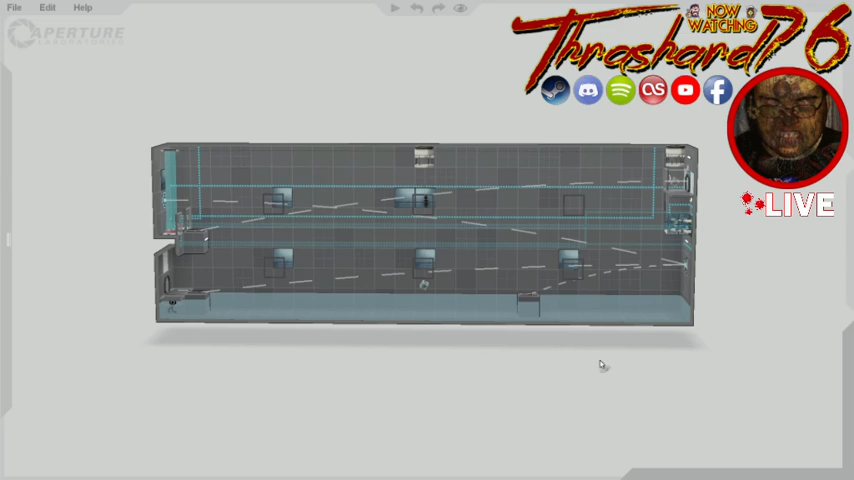 File Edit Help
APERTURE
LABORATORIES
NOW
WATCHING
Thrashard76
LIVE